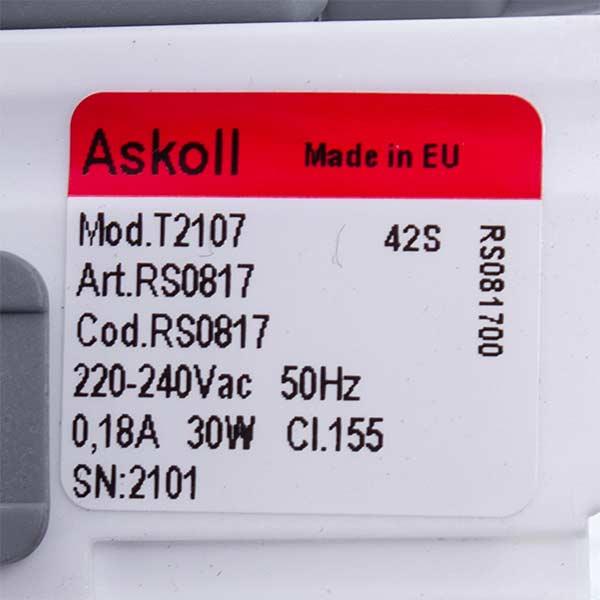 Askoll Made in EU
Mod.T2107 42S
Art.RS0817
Cod.RS0817
220-240Vac 50Hz
0,18A 30W Cl.155
SN:2101
RS081700